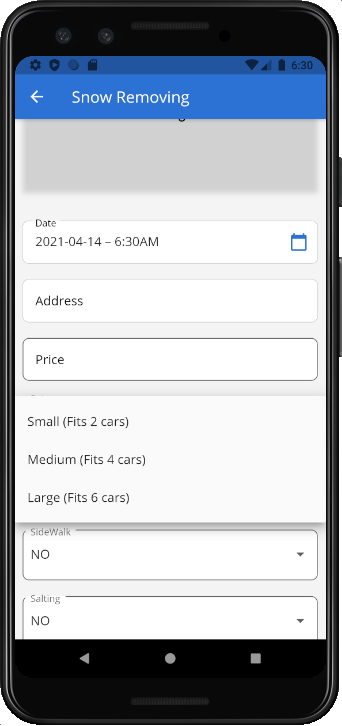 6:30
Snow Removing
Date
2021-04-14 – 6:30AM
Address
Price
Small (Fits 2 cars)
Medium (Fits 4 cars)
Large (Fits 6 cars)
SideWalk
NO
Salting
NO